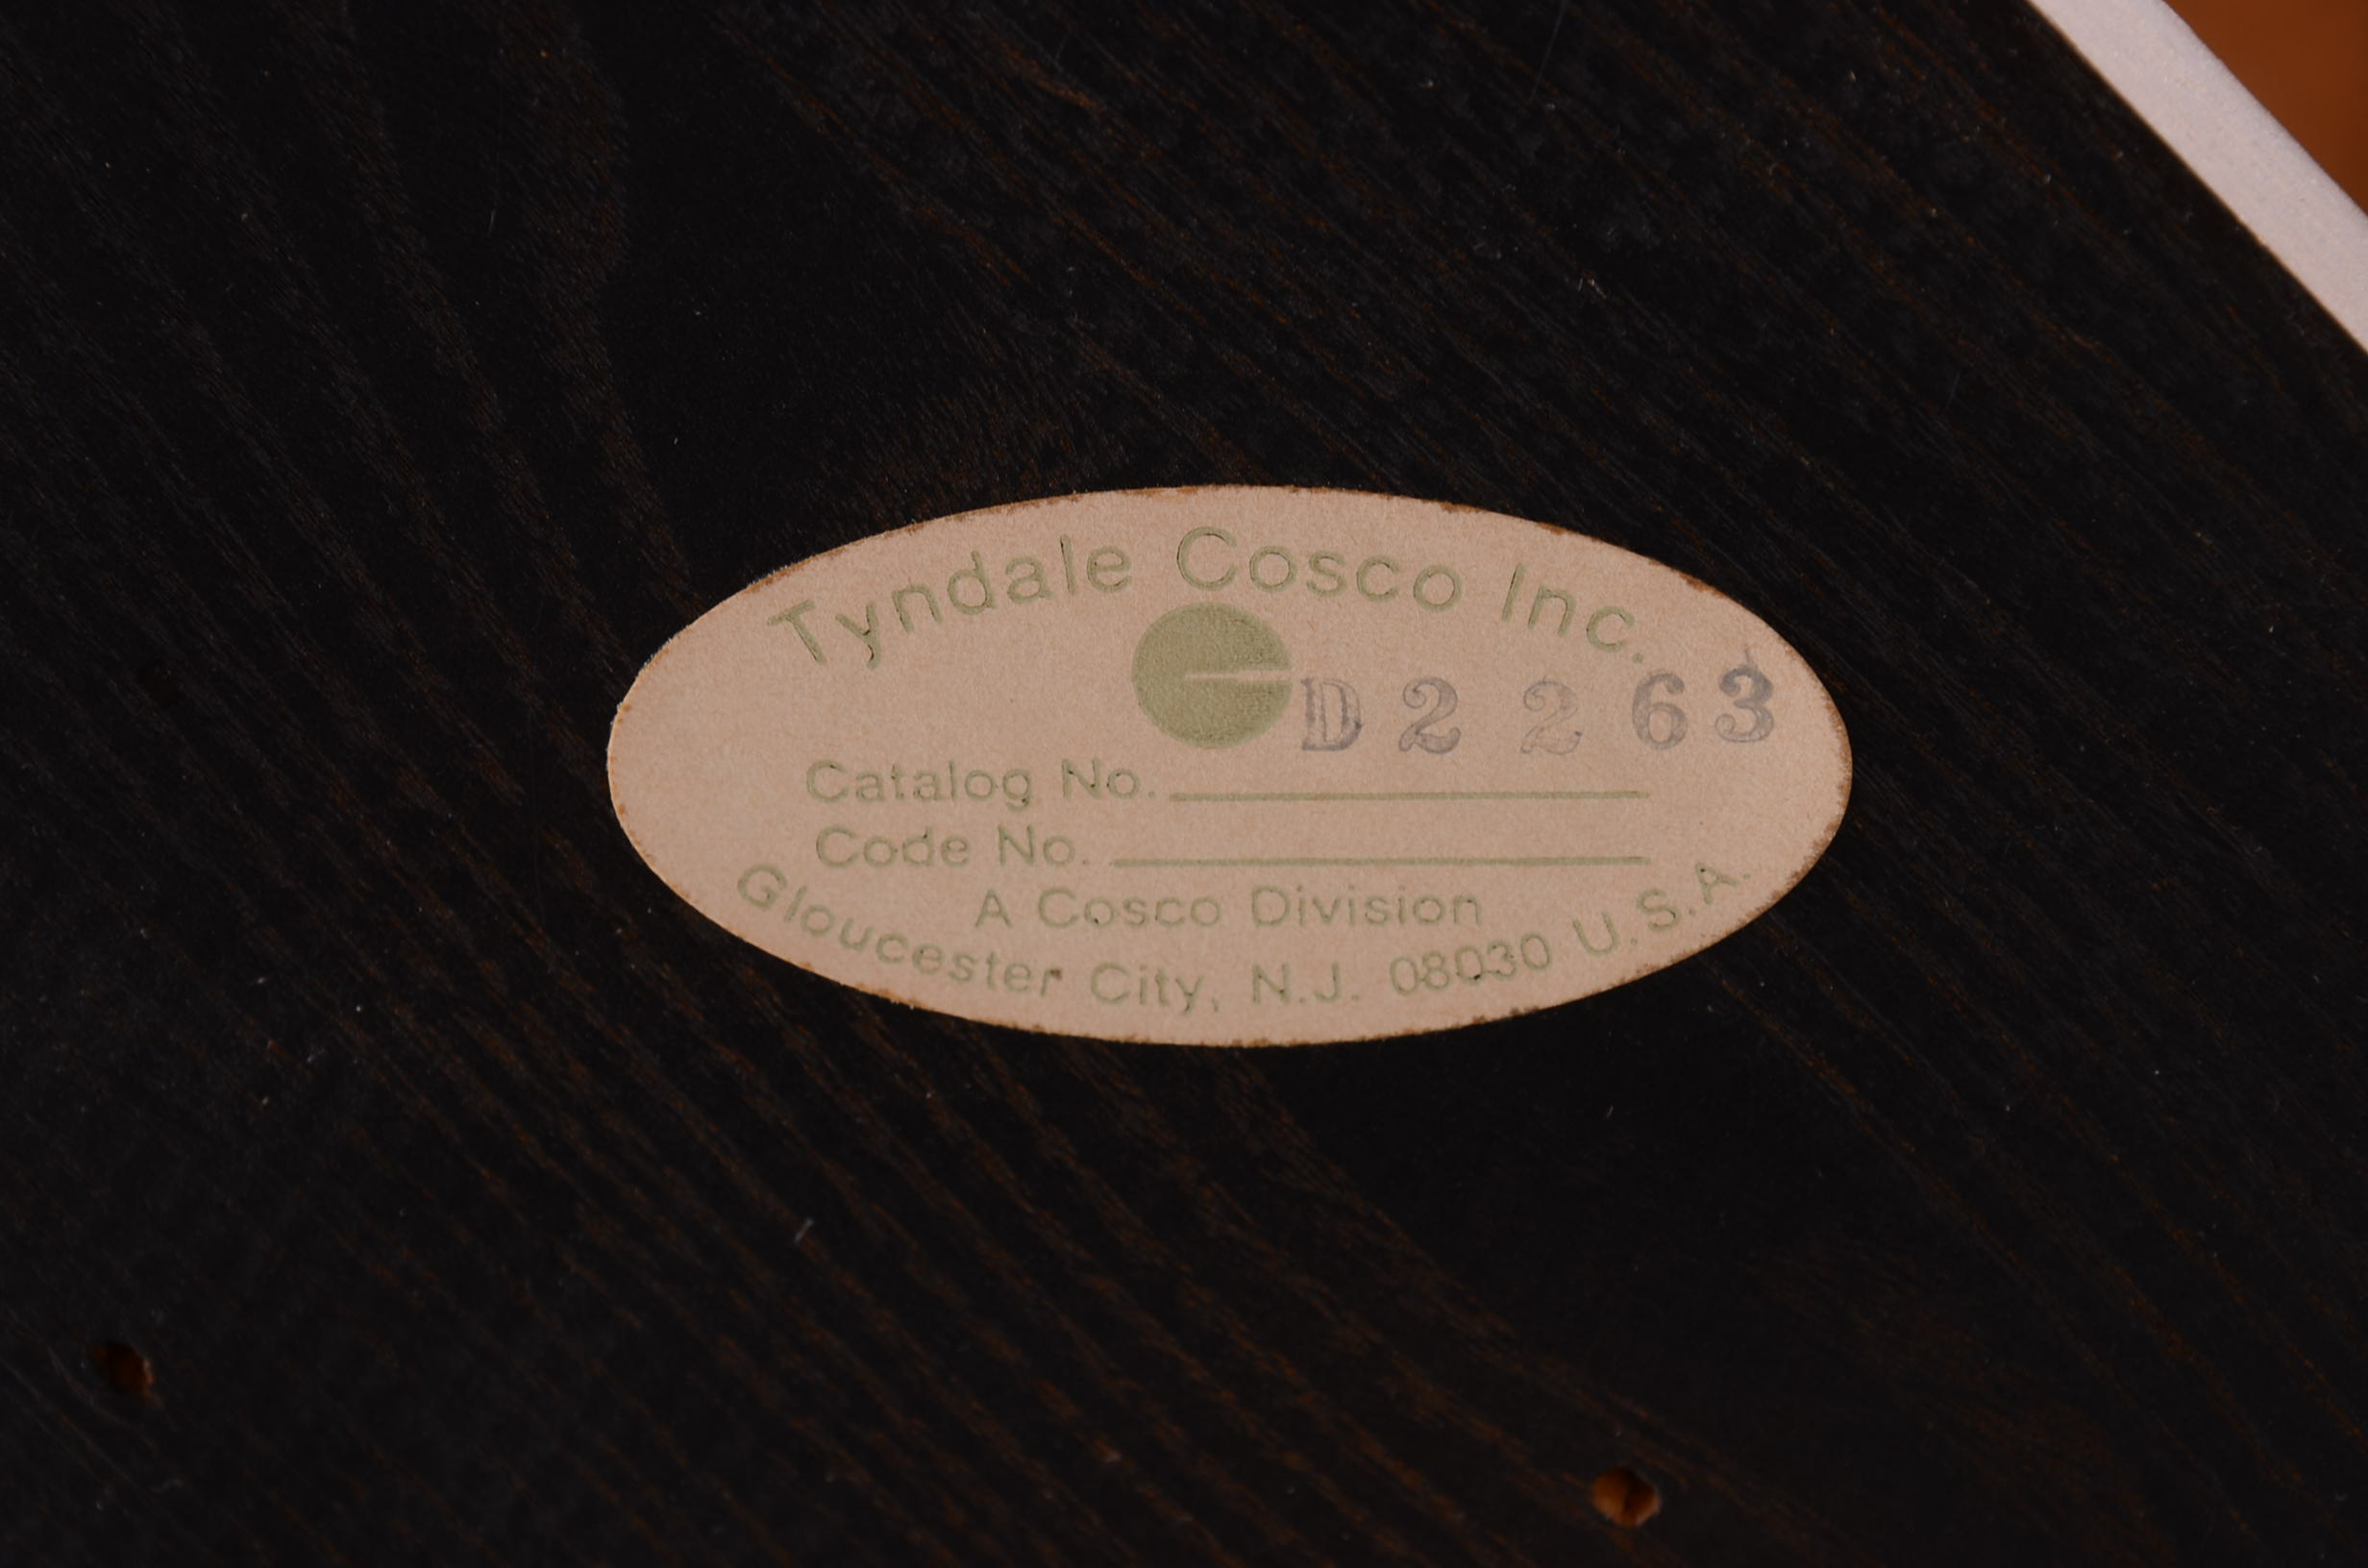 Tyndale Cosco Inc.
D2263
Catalog No.
Code No.
A Cosco Division
Gloucester City, N.J. 08030 U.S.A.